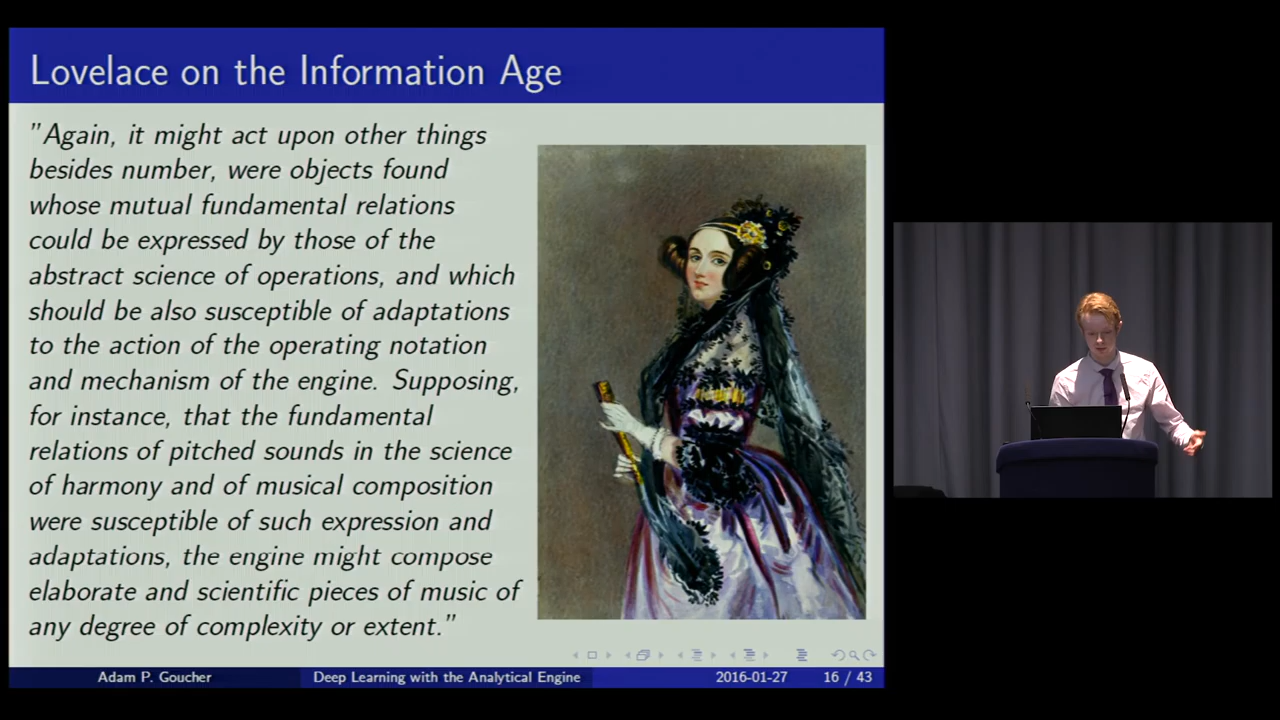 Lovelace on the Information Age
"Again, it might act upon other things
besides number, were objects found
whose mutual fundamental relations
could be expressed by those of the
abstract science of operations, and which
should be also susceptible of adaptations
to the action of the operating notation
and mechanism of the engine. Supposing,
for instance, that the fundamental
relations of pitched sounds in the science
of harmony and of musical composition
were susceptible of such expression and
adaptations, the engine might compose
elaborate and scientific pieces of music of
any degree of complexity or extent."
Adam P. Goucher Deep Learning with the Analytical Engine 2016-01-27 16 / 43